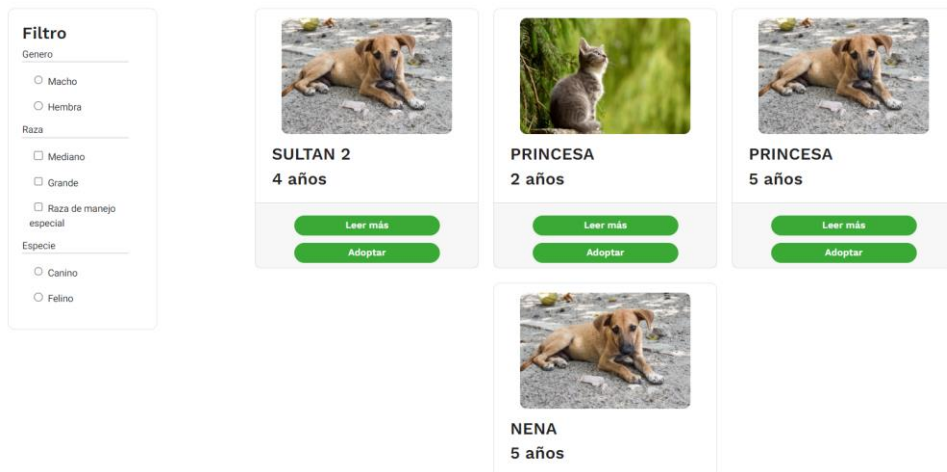 Filtro
Genero
Macho
Hembra
Raza
Mediano
Grande
Raza de manejo
especial
Especie
Canino
Felino
SULTAN 2
4 años
Leer más
Adoptar
PRINCESA
2 años
Leer más
Adoptar
PRINCESA
5 años
Leer más
Adoptar
NENA
5 años